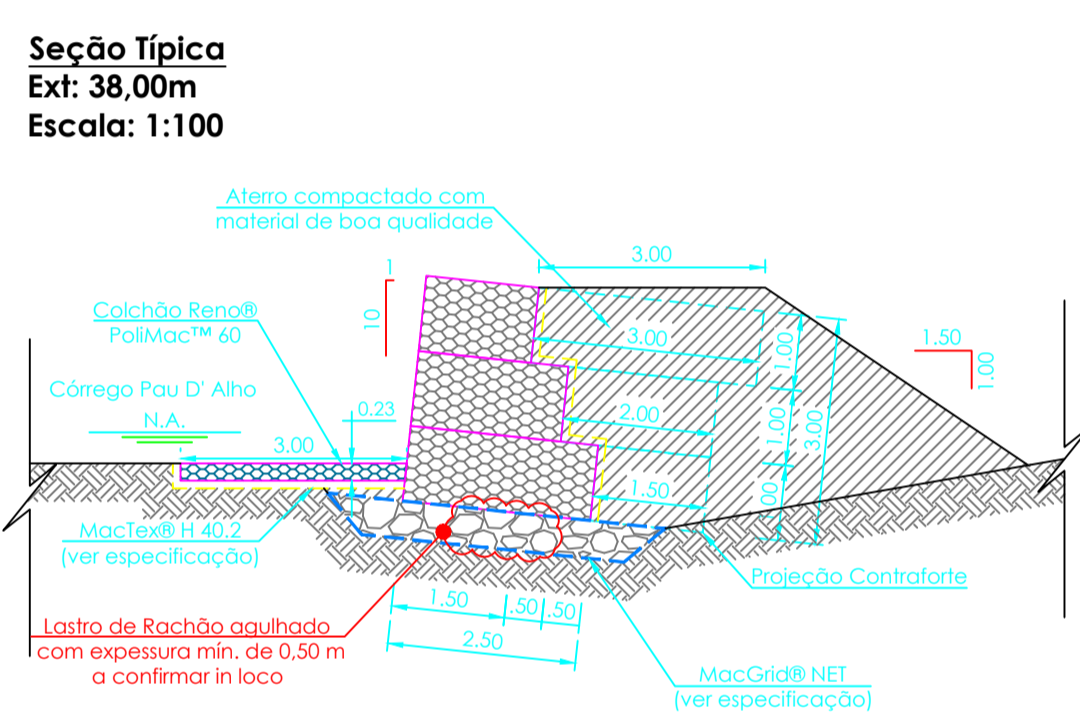 Seção Típica
Ext: 38,00m
Escala: 1:100
Aterro compactado com
material de boa qualidade
3.00
1
10
Colchão Reno®
PoliMac™ 60
3.00
1.00
1.50
1.00
Córrego Pau D' Alho
N.A.
0.23
2.00
1.00
3.00
3.00
1.50
1.00
MacTex® H 40.2
(ver especificação)
Projeção Contraforte
1.50
.50
.50
2.50
Lastro de Rachão agulhado
com expessura mín. de 0,50 m
a confirmar in loco
MacGrid® NET
(ver especificação)